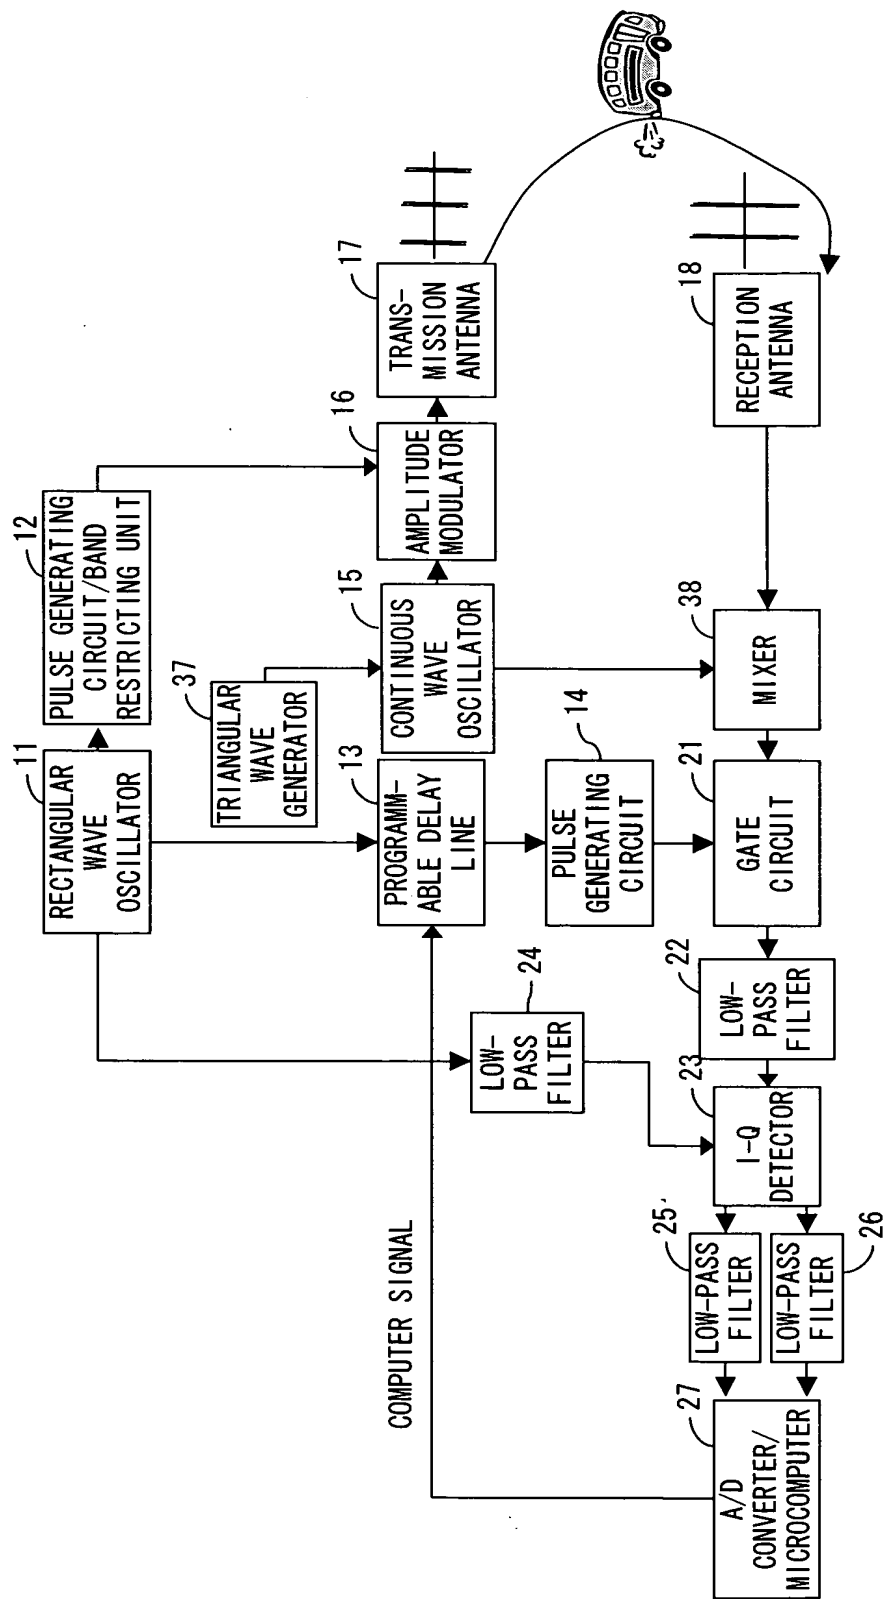 11
RECTANGULAR
WAVE
OSCILLATOR
12
PULSE GENERATING
CIRCUIT/BAND
RESTRICTING UNIT
37
TRIANGULAR
WAVE
GENERATOR
13
PROGRAMM-
ABLE DELAY
LINE
15
CONTINUOUS
WAVE
OSCILLATOR
16
AMPLITUDE
MODULATOR
17
TRANS-
MISSION
ANTENNA
COMPUTER SIGNAL
24
LOW-
PASS
FILTER
14
PULSE
GENERATING
CIRCUIT
27
A/D
CONVERTER/
MICROCOMPUTER
25
LOW-PASS
FILTER
LOW-PASS
FILTER
26
23
I-Q
DETECTOR
22
LOW-
PASS
FILTER
21
GATE
CIRCUIT
38
MIXER
18
RECEPTION
ANTENNA